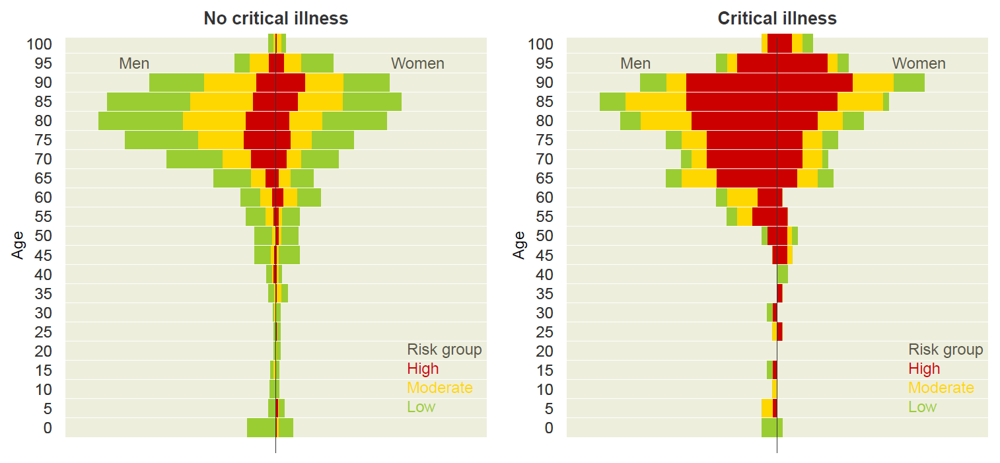 No critical illness
100
95
90
85
80
75
70
65
60
55
50
45
40
35
30
25
20
15
10
5
0
Age
Men
Women
Risk group
High
Moderate
Low
Critical illness
100
95
90
85
80
75
70
65
60
55
50
45
40
35
30
25
20
15
10
5
0
Age
Men
Women
Risk group
High
Moderate
Low